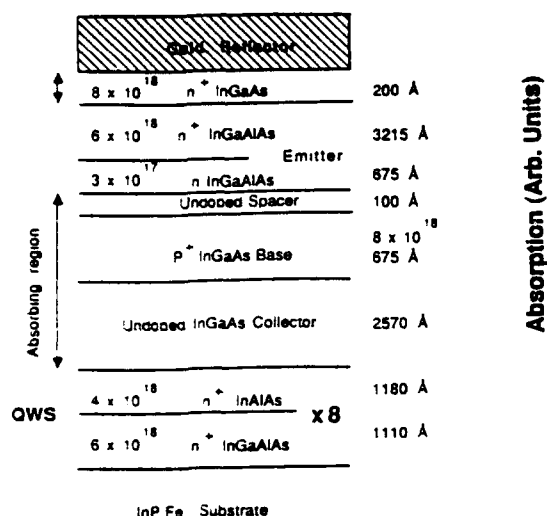 Gold Reflector
8 x 10^18 n+ InGaAs 200 Å
6 x 10^18 n+ InGaAlAs 3215 Å
Emitter
3 x 10^17 n InGaAlAs 675 Å
Undoped Spacer 100 Å
8 x 10^18
P+ InGaAs Base 675 Å
Undoped InGaAs Collector 2570 Å
Absorbing region
4 x 10^18 n+ InAlAs 1180 Å
QWS x8
6 x 10^18 n+ InGaAlAs 1110 Å
InP Fe Substrate
Absorption (Arb. Units)